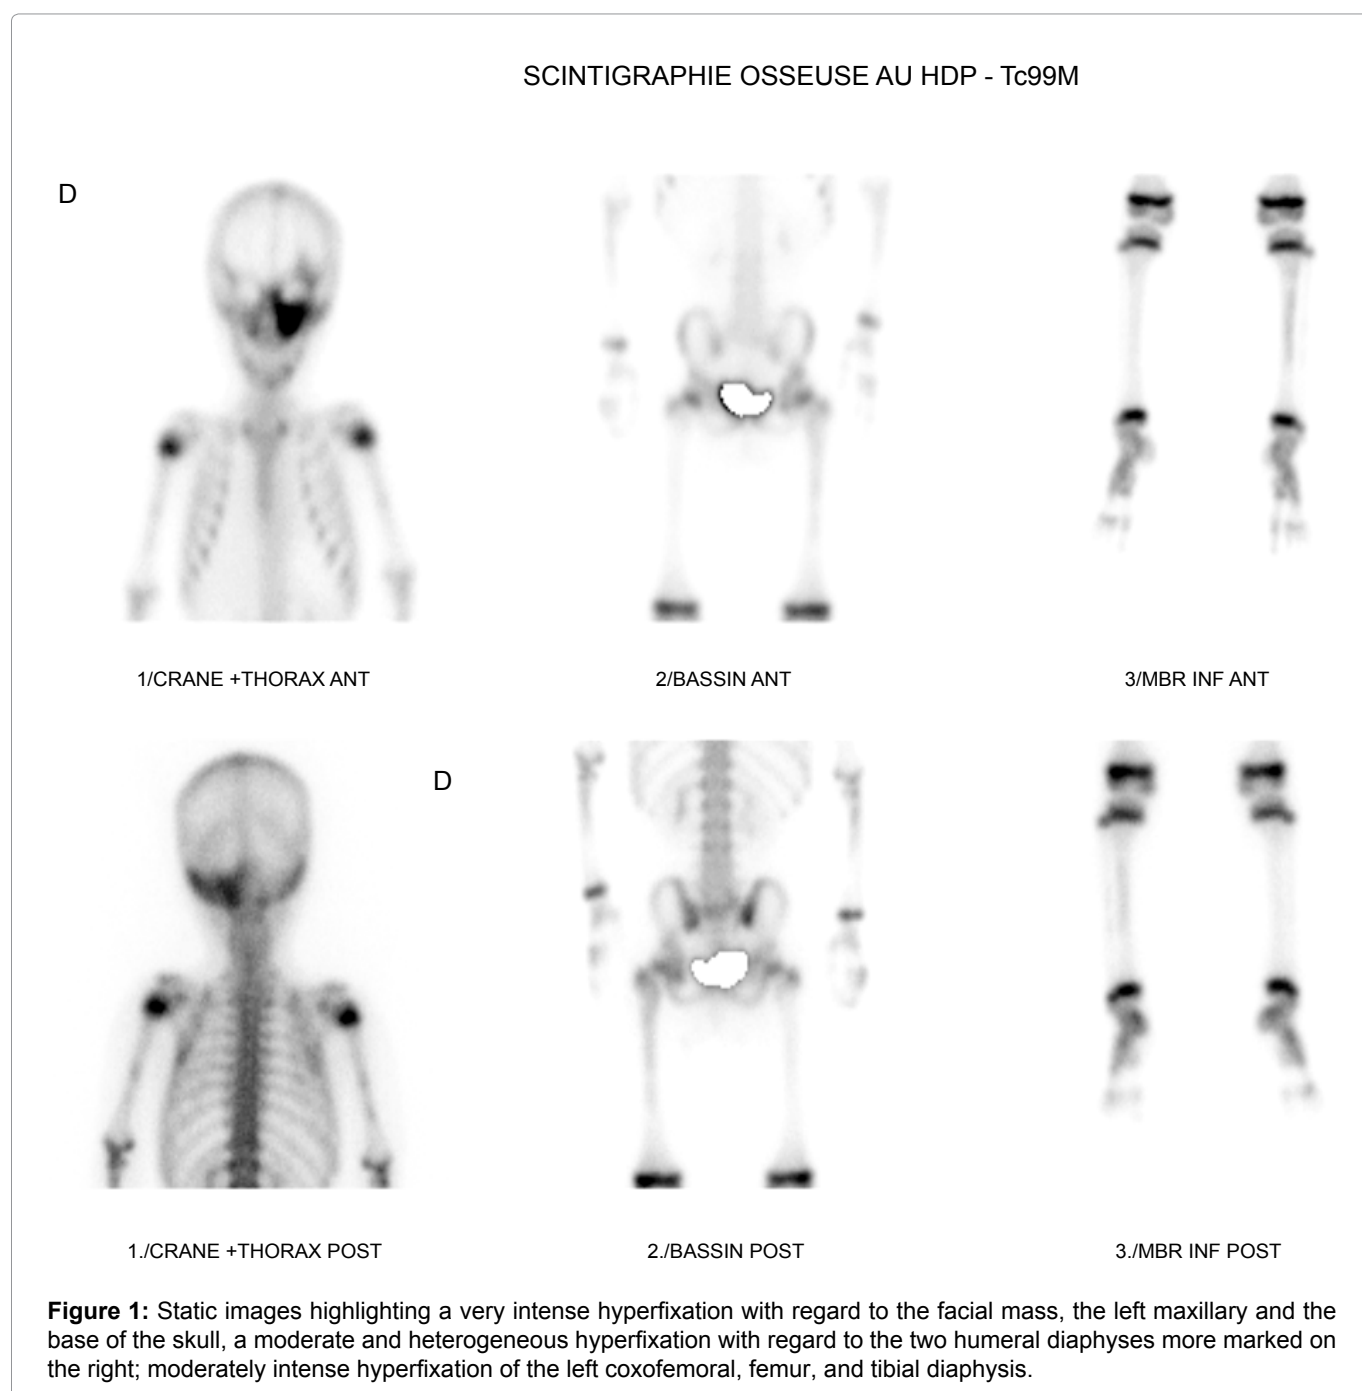 SCINTIGRAPHIE OSSEUSE AU HDP - Tc99M
D
1/CRANE +THORAX ANT
2/BASSIN ANT
3/MBR INF ANT
D
1./CRANE +THORAX POST
2./BASSIN POST
3./MBR INF POST
Figure 1: Static images highlighting a very intense hyperfixation with regard to the facial mass, the left maxillary and the
base of the skull, a moderate and heterogeneous hyperfixation with regard to the two humeral diaphyses more marked on
the right; moderately intense hyperfixation of the left coxofemoral, femur, and tibial diaphysis.